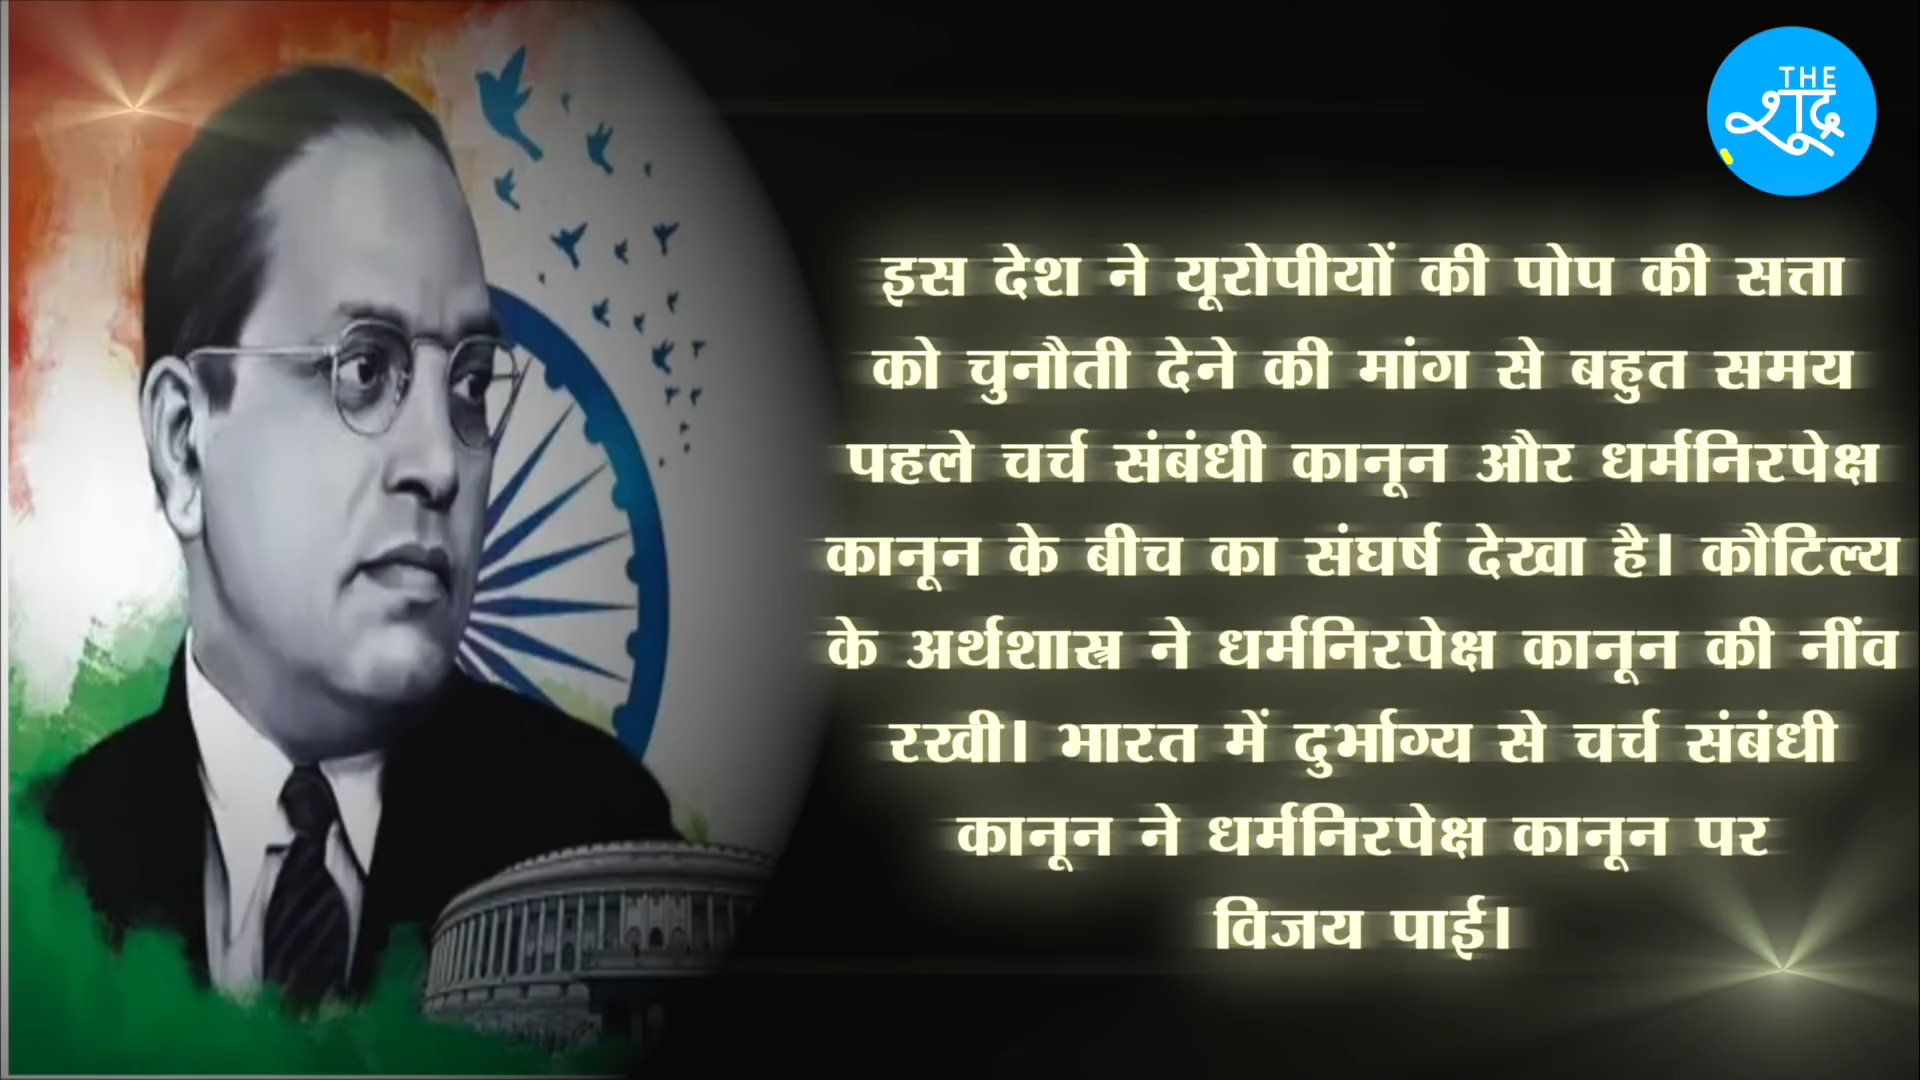 THE
शूद्र
इस देश ने यूरोपीयों की पोप की सत्ता
को चुनौती देने की मांग से बहुत समय
पहले चर्च संबंधी कानून और धर्मनिरपेक्ष
कानून के बीच का संघर्ष देखा है। कौटिल्य
के अर्थशास्त्र ने धर्मनिरपेक्ष कानून की नींव
रखी। भारत में दुर्भाग्य से चर्च संबंधी
कानून ने धर्मनिरपेक्ष कानून पर
विजय पाई।